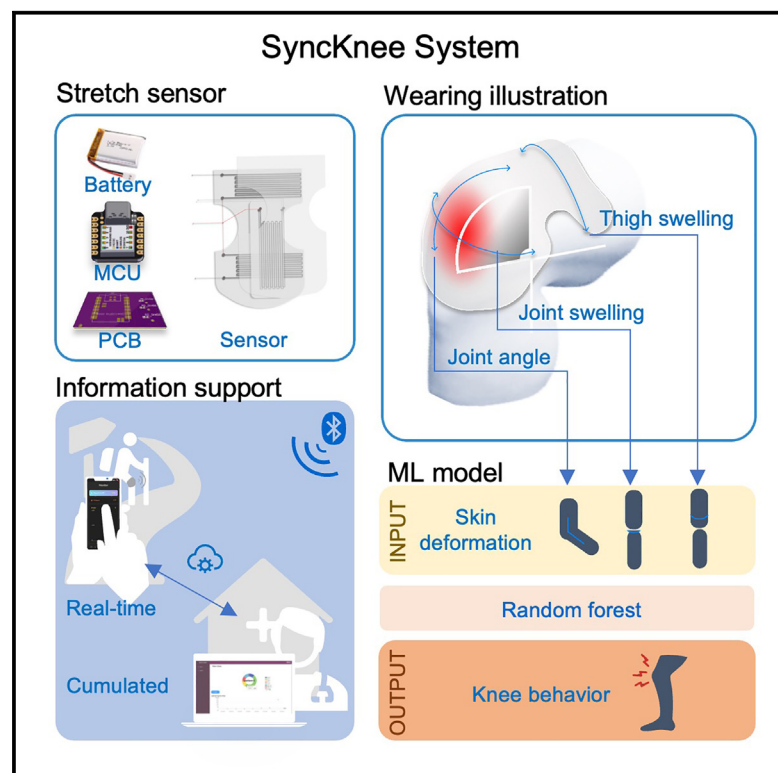 SyncKnee System
Stretch sensor
Battery
MCU
PCB
Sensor
Wearing illustration
Thigh swelling
Joint swelling
Joint angle
Information support
Real-time
Cumulated
ML model
INPUT
Skin
deformation
Random forest
OUTPUT
Knee behavior